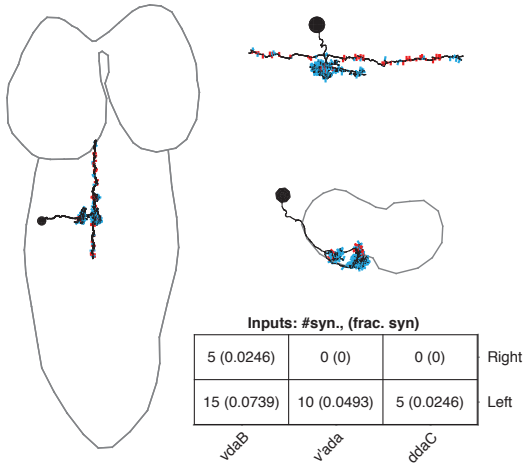 Inputs: #syn., (frac. syn)
5 (0.0246) 0 (0) 0 (0) Right
15 (0.0739) 10 (0.0493) 5 (0.0246) Left
vdaB v'ada ddaC